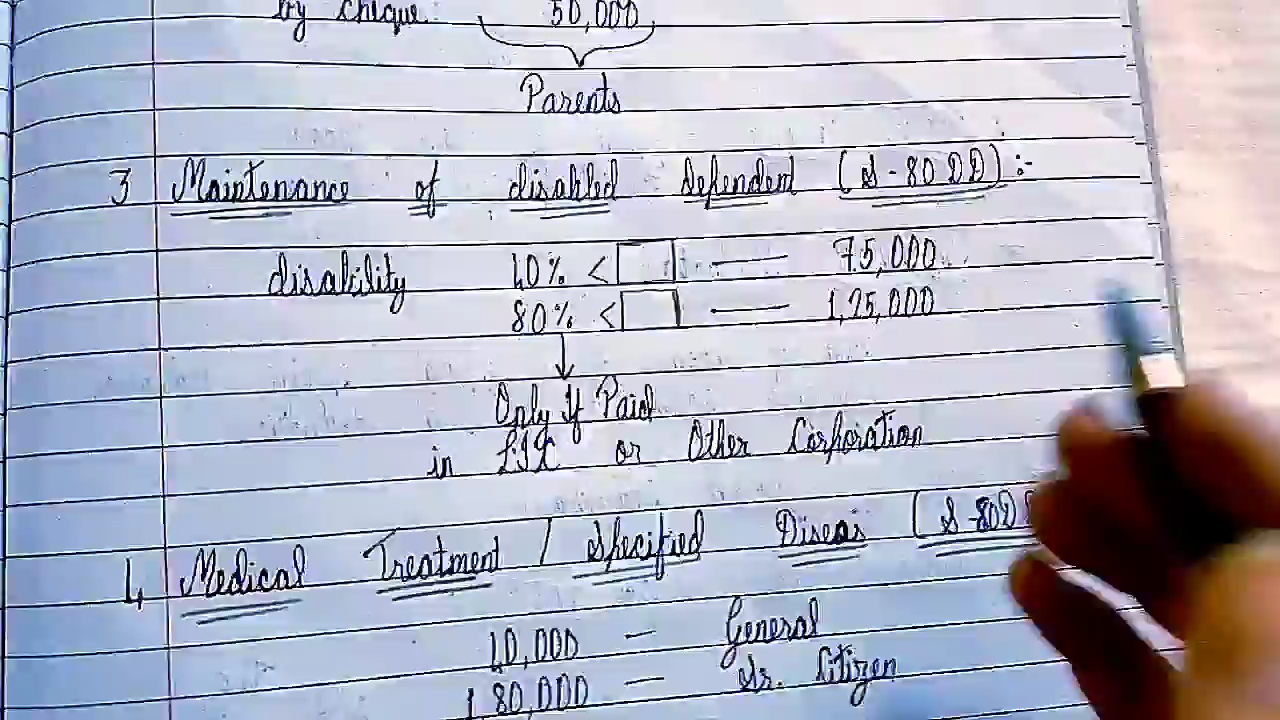 by cheque 50,000
Parents
3 Maintenance of disabled dependent (S-80DD):-
disability 40% < 75,000
80% < 1,25,000
Only If Paid
in LIC or Other Corporation
4 Medical Treatment / Specified Diseas (S-80D
40,000 — General
1,80,000 — Sr. Citizen